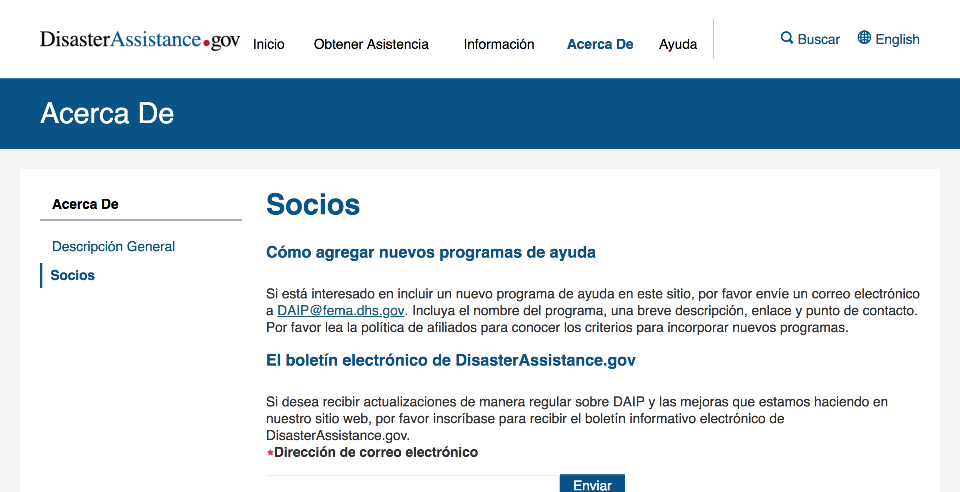 DisasterAssistance.gov
Inicio
Obtener Asistencia
Información
Acerca De
Ayuda
Buscar
English
Acerca De
Acerca De
Descripción General
Socios
Socios
Cómo agregar nuevos programas de ayuda
Si está interesado en incluir un nuevo programa de ayuda en este sitio, por favor envíe un correo electrónico
a DAIP@fema.dhs.gov. Incluya el nombre del programa, una breve descripción, enlace y punto de contacto.
Por favor lea la política de afiliados para conocer los criterios para incorporar nuevos programas.
El boletín electrónico de DisasterAssistance.gov
Si desea recibir actualizaciones de manera regular sobre DAIP y las mejoras que estamos haciendo en
nuestro sitio web, por favor inscríbase para recibir el boletín informativo electrónico de
DisasterAssistance.gov.
*Dirección de correo electrónico
Enviar